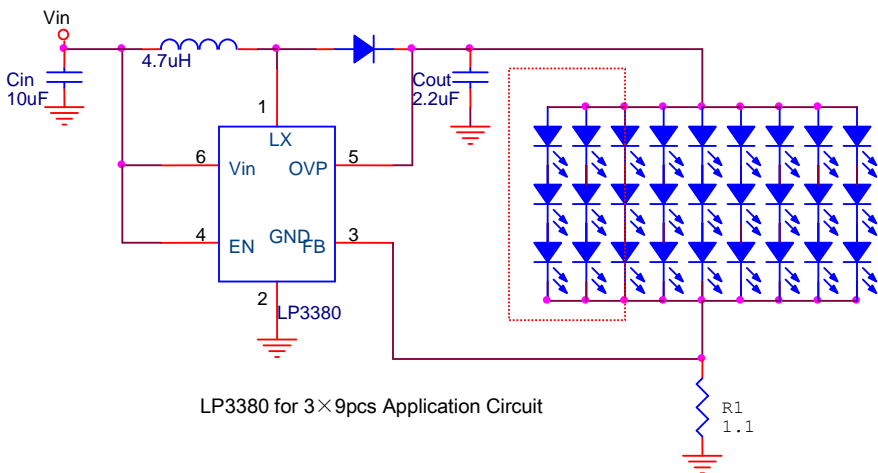 Vin
4.7uH
Cin
10uF
Cout
2.2uF
1
LX
6
Vin
OVP
5
4
EN
GND
FB
3
2
LP3380
LP3380 for 3×9pcs Application Circuit
R1
1.1